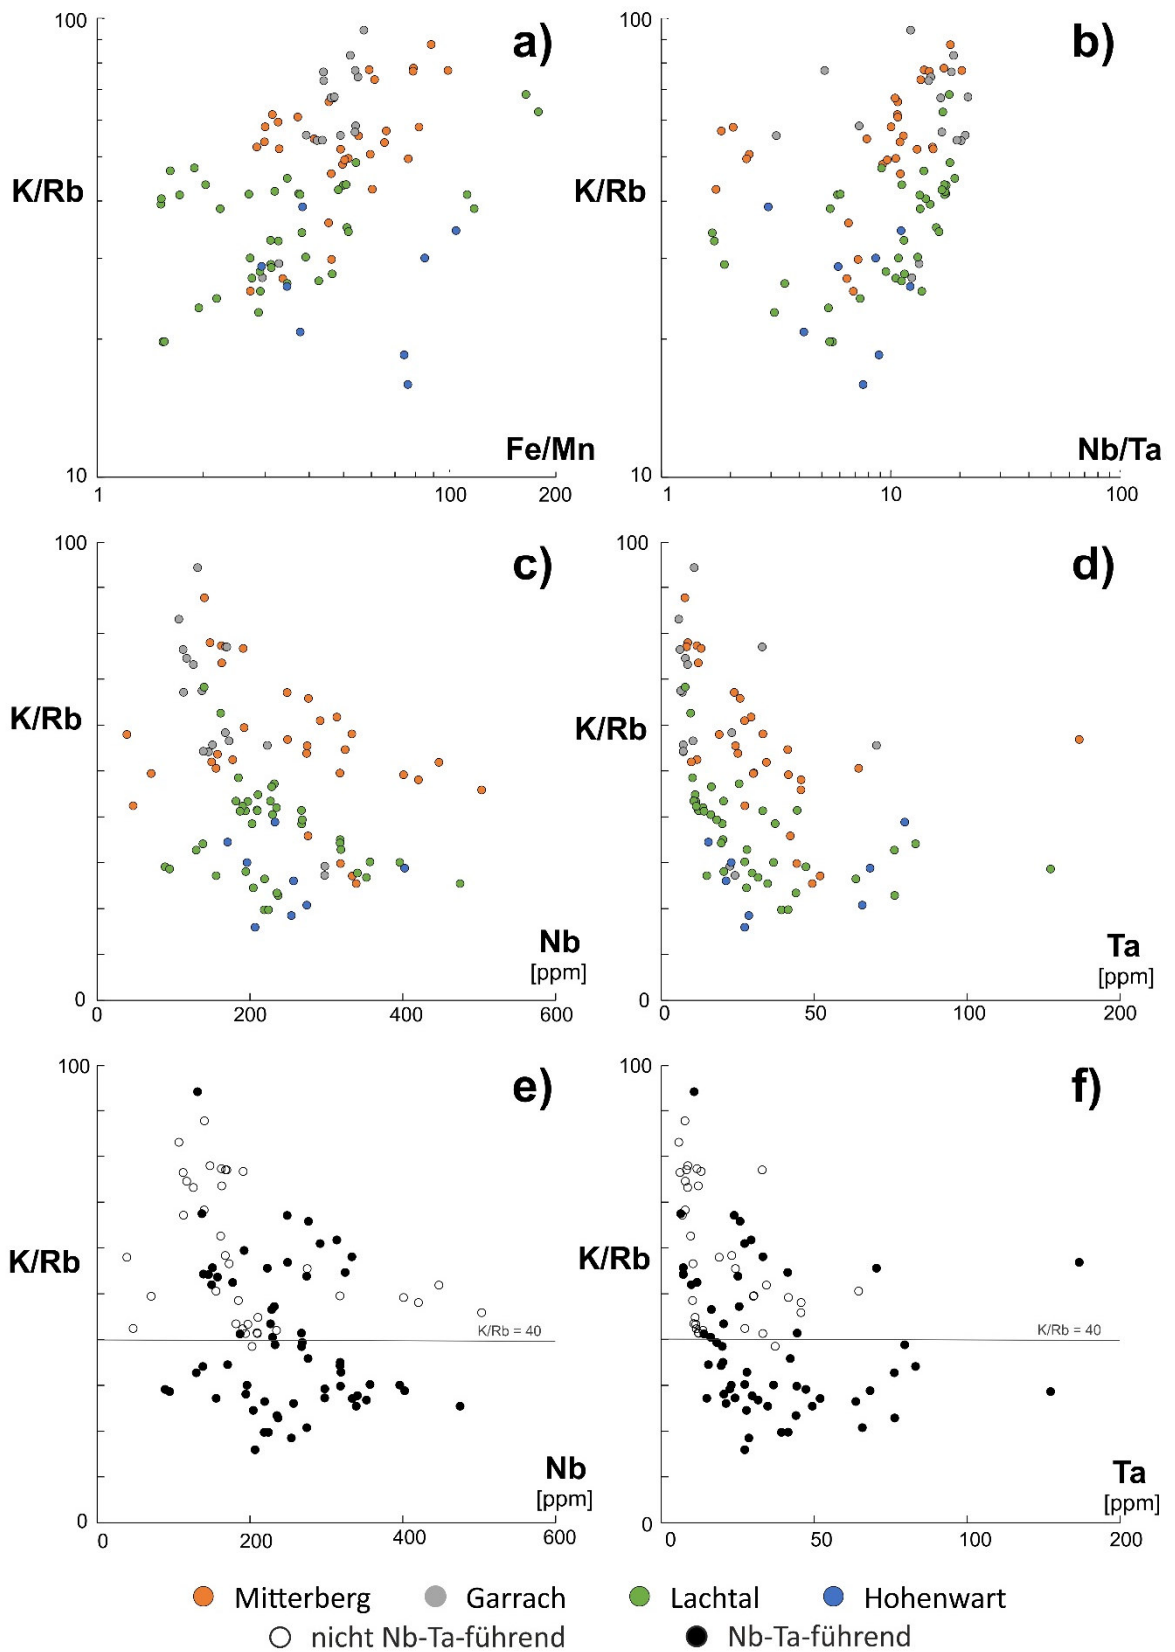 100
a)
K/Rb
Fe/Mn
10
1
100
200
b)
K/Rb
Nb/Ta
1
10
100
100
c)
K/Rb
Nb
[ppm]
0
0
200
400
600
100
d)
K/Rb
Ta
[ppm]
0
0
50
100
200
100
e)
K/Rb
K/Rb = 40
Nb
[ppm]
0
0
200
400
600
100
f)
K/Rb
K/Rb = 40
Ta
[ppm]
0
0
50
100
200
Mitterberg Garrach Lachtal Hohenwart
nicht Nb-Ta-führend Nb-Ta-führend